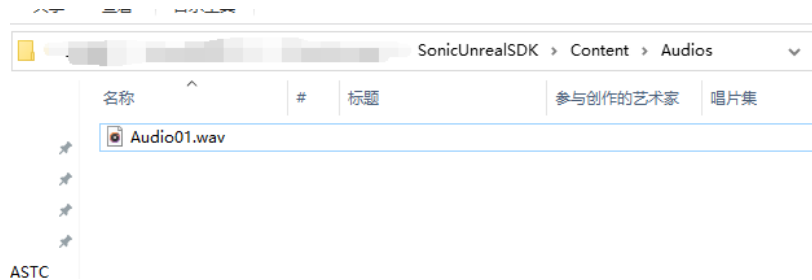 SonicUnrealSDK > Content > Audios
名称 # 标题 参与创作的艺术家 唱片集
Audio01.wav
ASTC